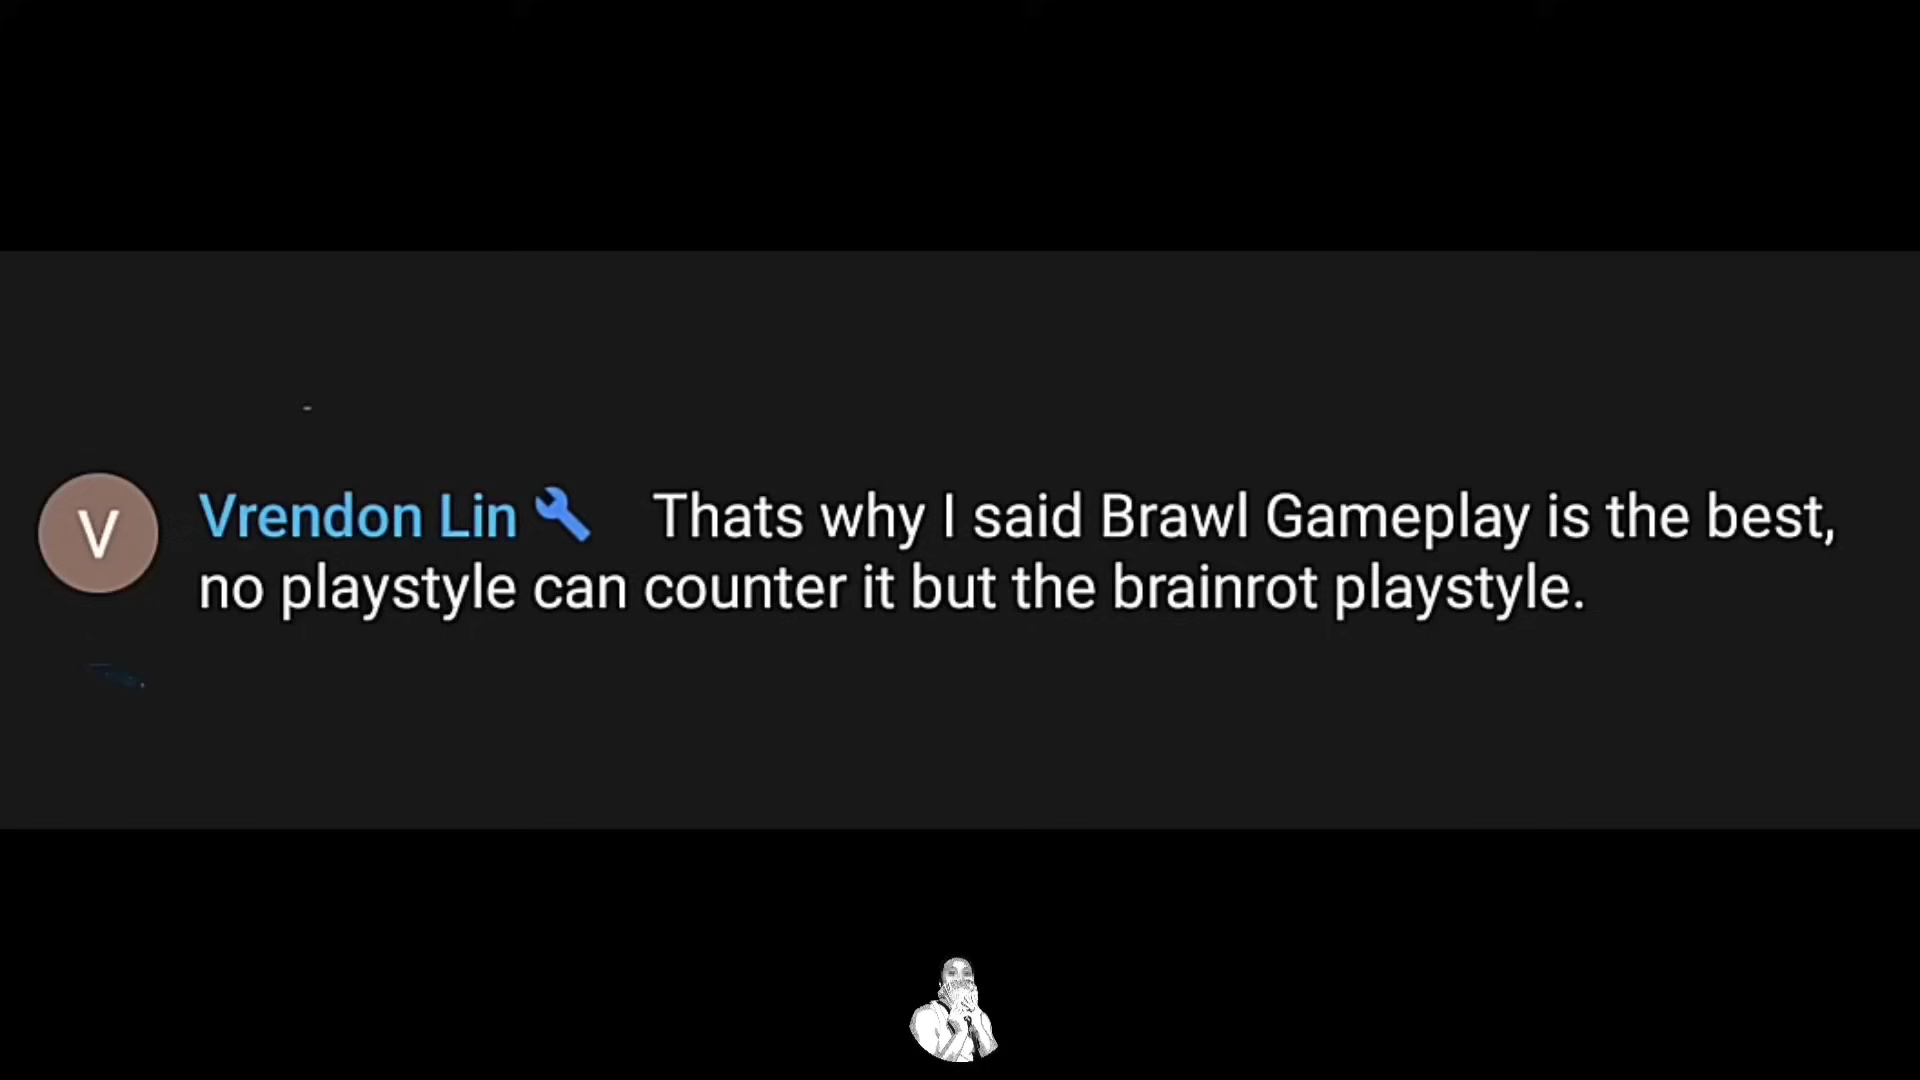 V
Vrendon Lin Thats why I said Brawl Gameplay is the best,
no playstyle can counter it but the brainrot playstyle.